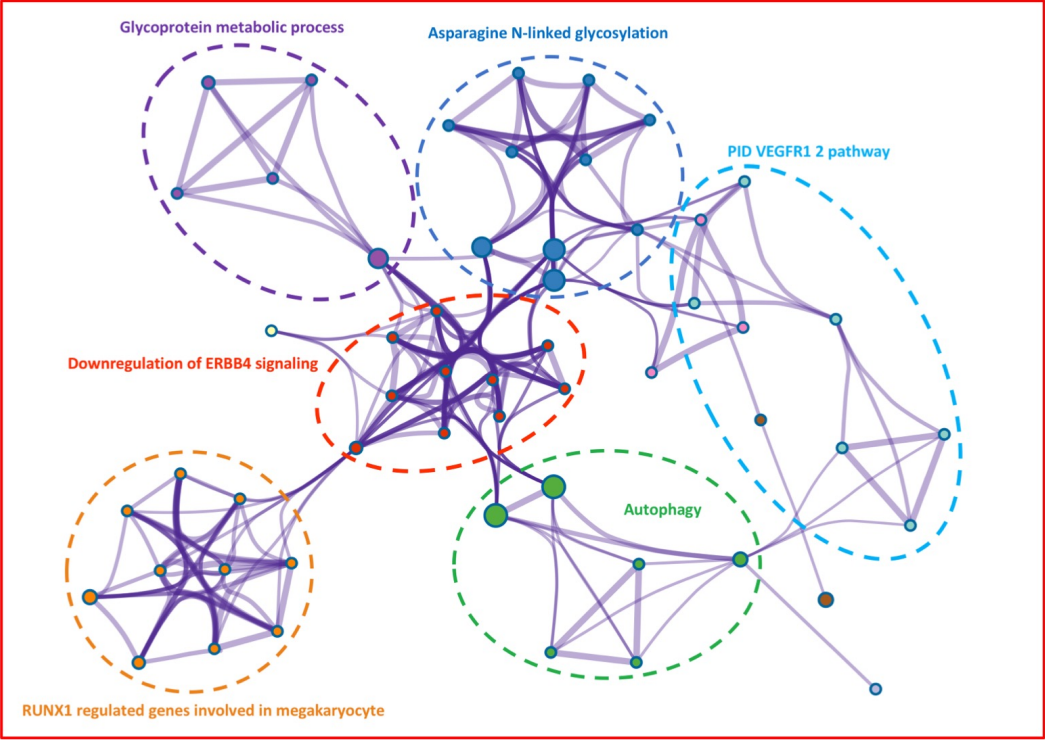 Glycoprotein metabolic process
Asparagine N-linked glycosylation
PID VEGFR1 2 pathway
Downregulation of ERBB4 signaling
Autophagy
RUNX1 regulated genes involved in megakaryocyte